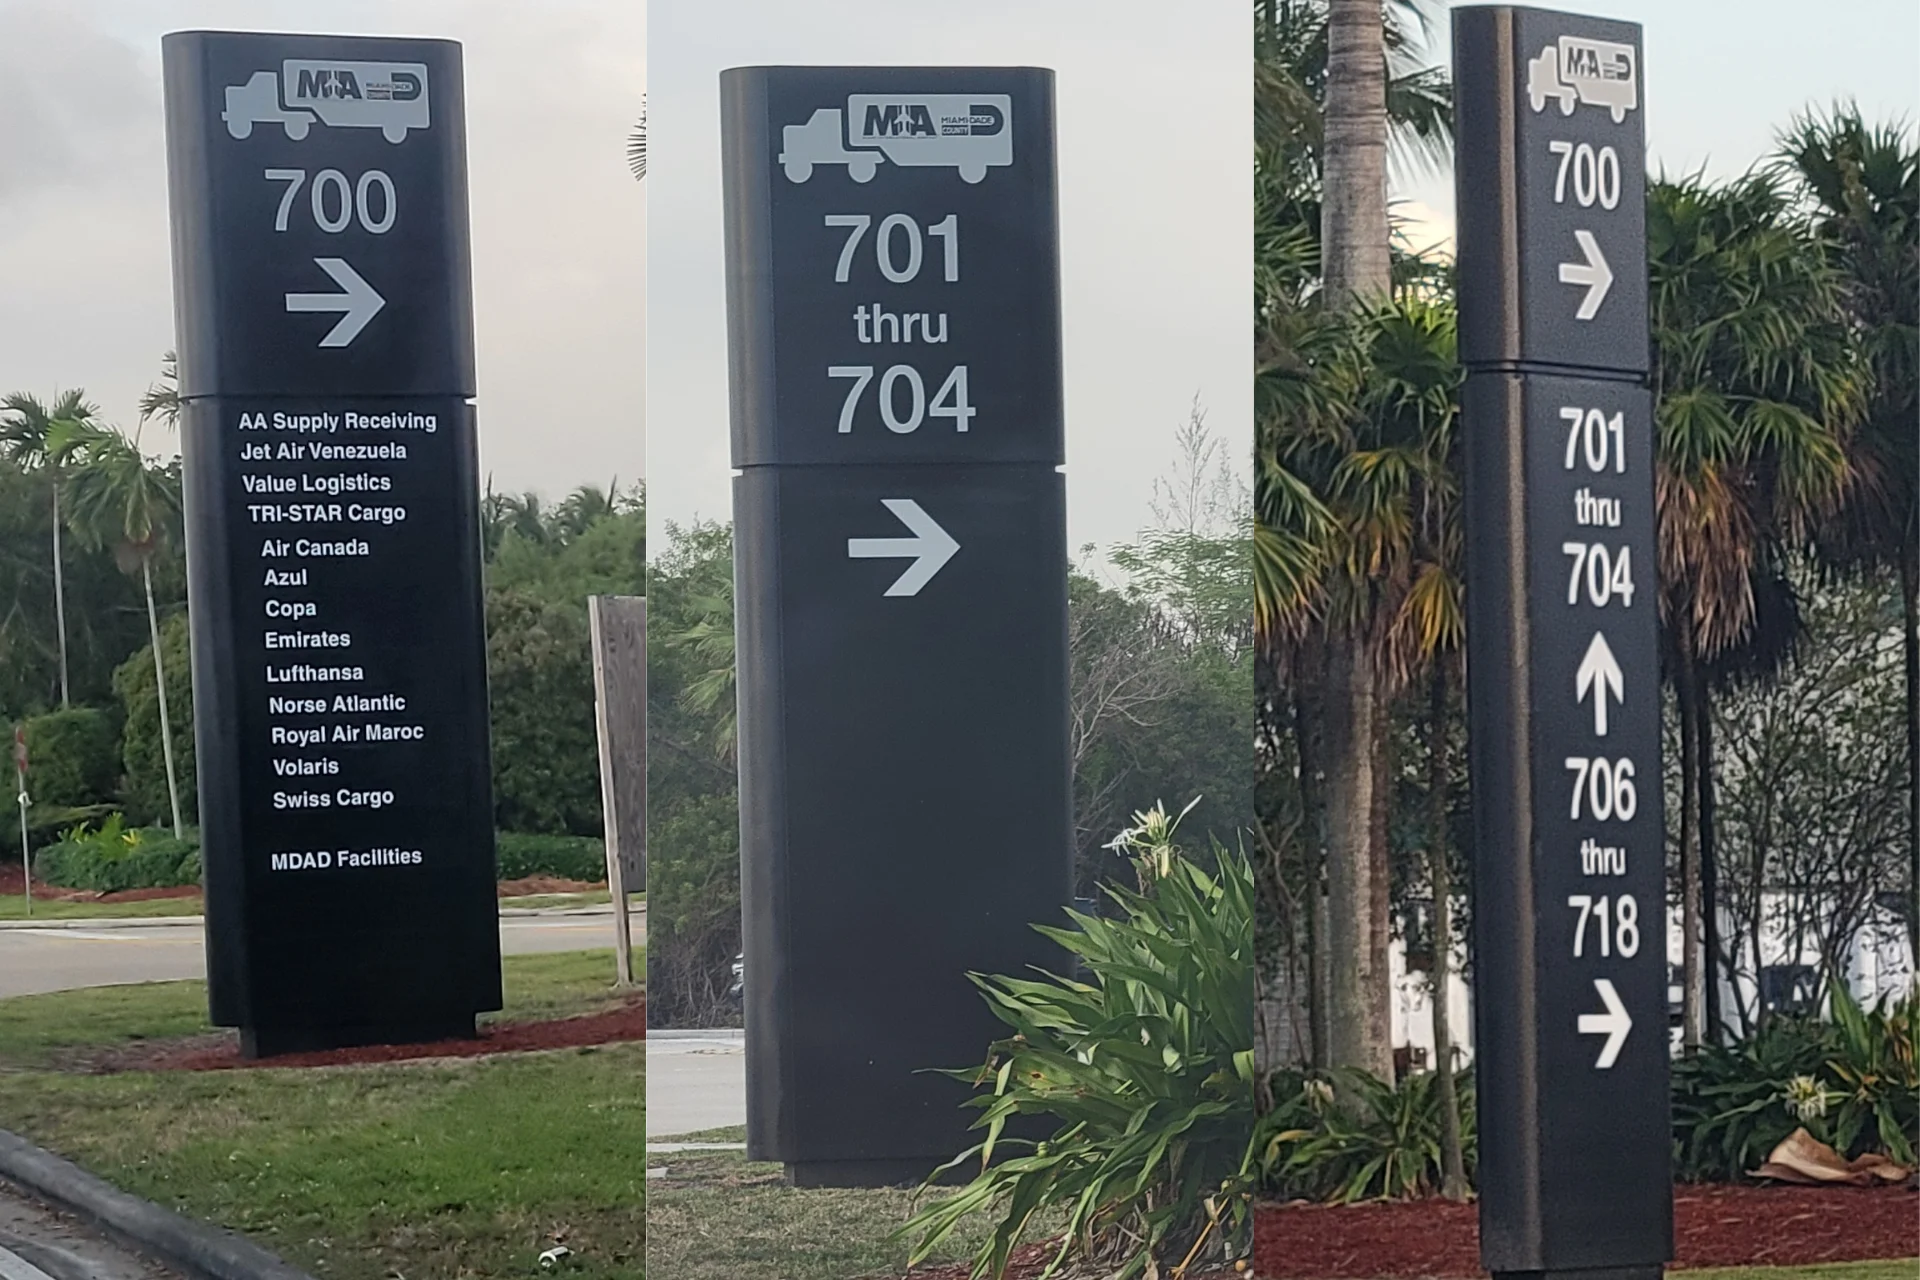 MIA MIAMI-DADE COUNTY
700
AA Supply Receiving
Jet Air Venezuela
Value Logistics
TRI-STAR Cargo
Air Canada
Azul
Copa
Emirates
Lufthansa
Norse Atlantic
Royal Air Maroc
Volaris
Swiss Cargo
MDAD Facilities
MIA MIAMI-DADE COUNTY
701
thru
704
MIA
700
701
thru
704
706
thru
718